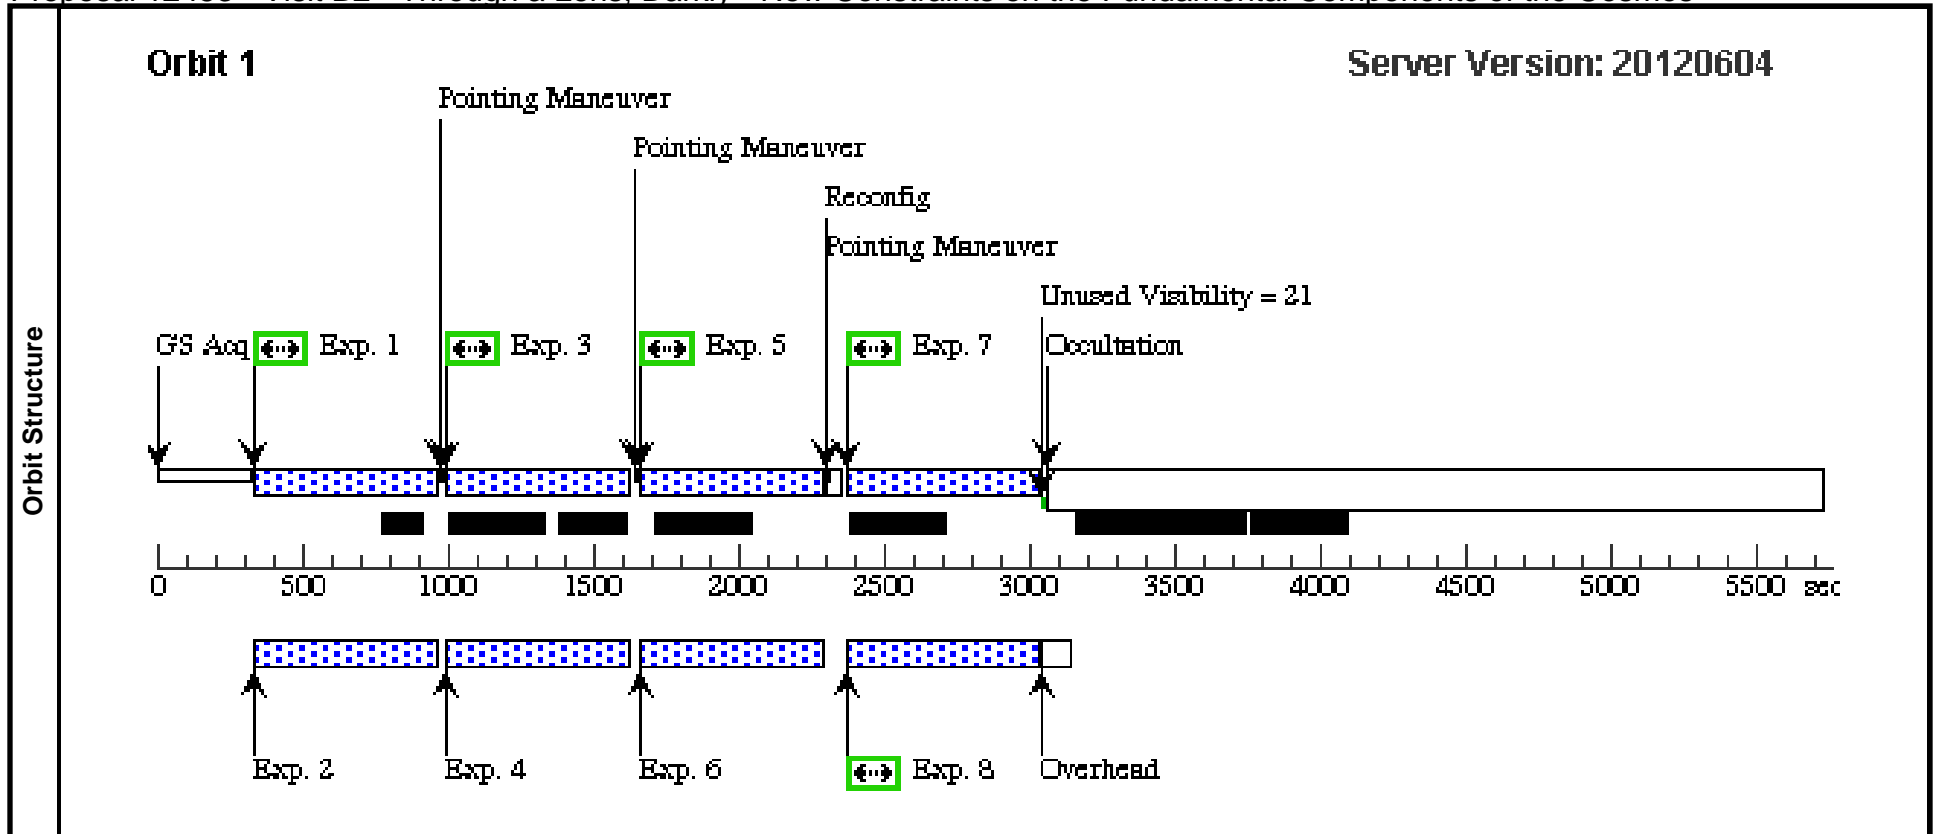 Orbit 1
Server Version: 20120604
Pointing Maneuver
Pointing Maneuver
Reconfig
Pointing Maneuver
Unused Visibility = 21
GS Acq
Exp. 1
Exp. 3
Exp. 5
Exp. 7
Occultation
Orbit Structure
0 500 1000 1500 2000 2500 3000 3500 4000 4500 5000 5500 sec
Exp. 2
Exp. 4
Exp. 6
Exp. 8
Overhead